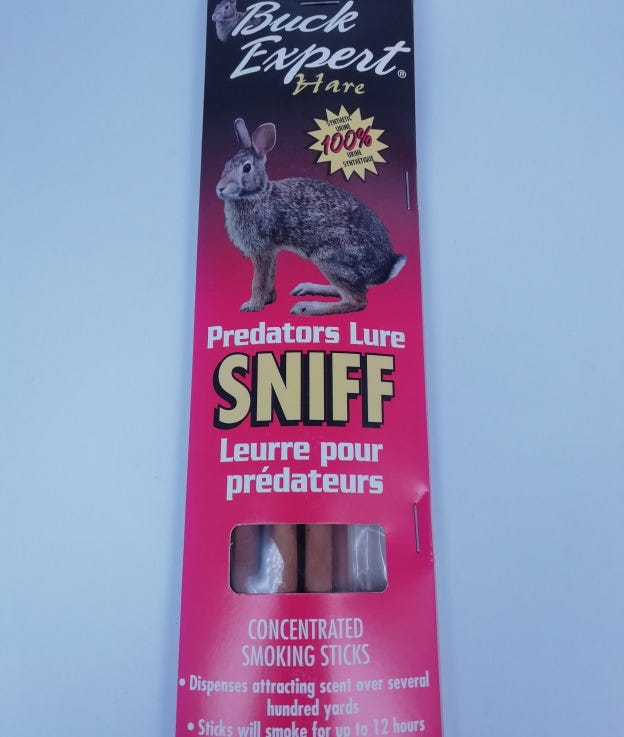 Buck
Expert®
Hare
SYNTHETIC
URINE
100%
URINE
SYNTHÉTIQUE
Predators Lure
SNIFF
Leurre pour
prédateurs
CONCENTRATED
SMOKING STICKS
• Dispenses attracting scent over several
hundred yards
• Sticks will smoke for up to 12 hours